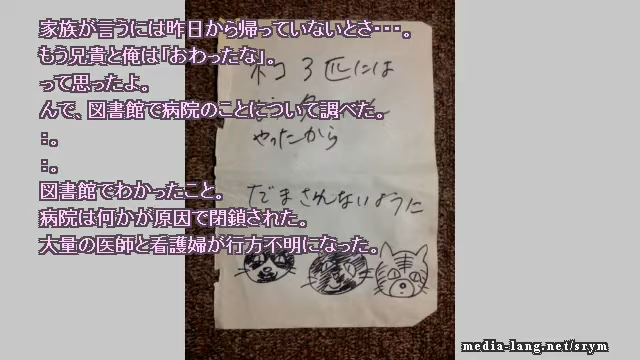 家族が言うには昨日から帰っていないとさ・・・。
もう兄貴と俺は「おわったな」。
って思ったよ。
んで、図書館で病院のことについて調べた。
：。
：。
図書館でわかったこと。
病院は何かが原因で閉鎖された。
大量の医師と看護婦が行方不明になった。
ネコ3匹には
やったから
だまされないように
media-lang.net/srym